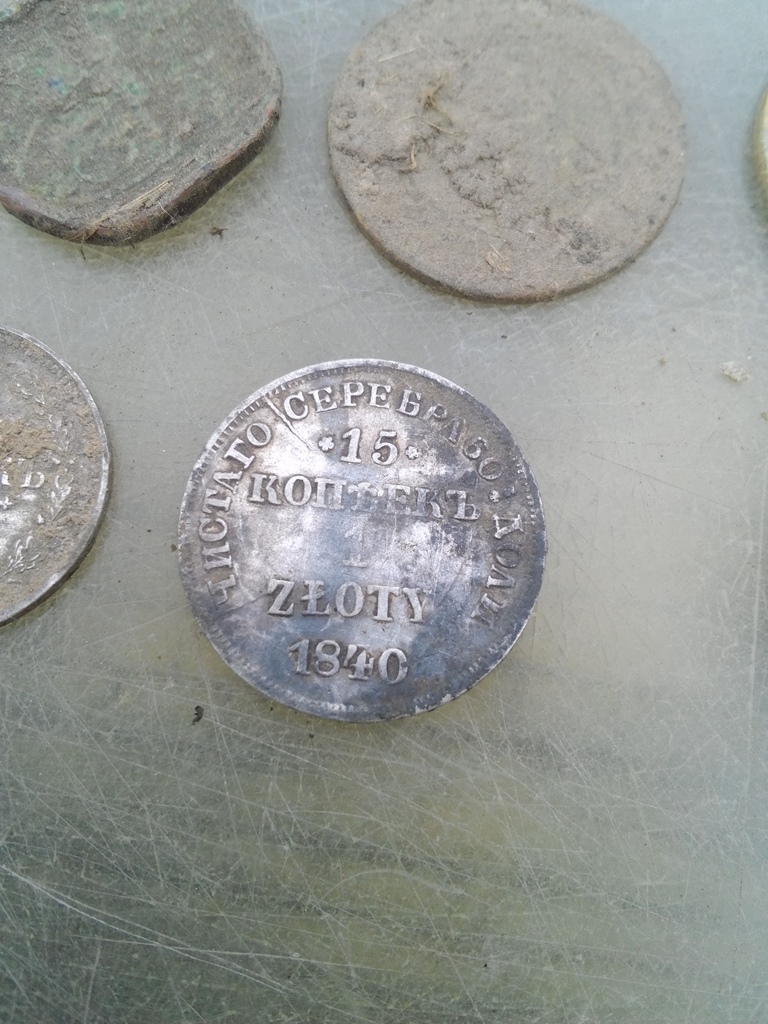 ЧИСТАГО СЕРЕБРА 60. ДОЛИ
*15*
КОПѢЕКЪ
1
ZŁOTY
1840